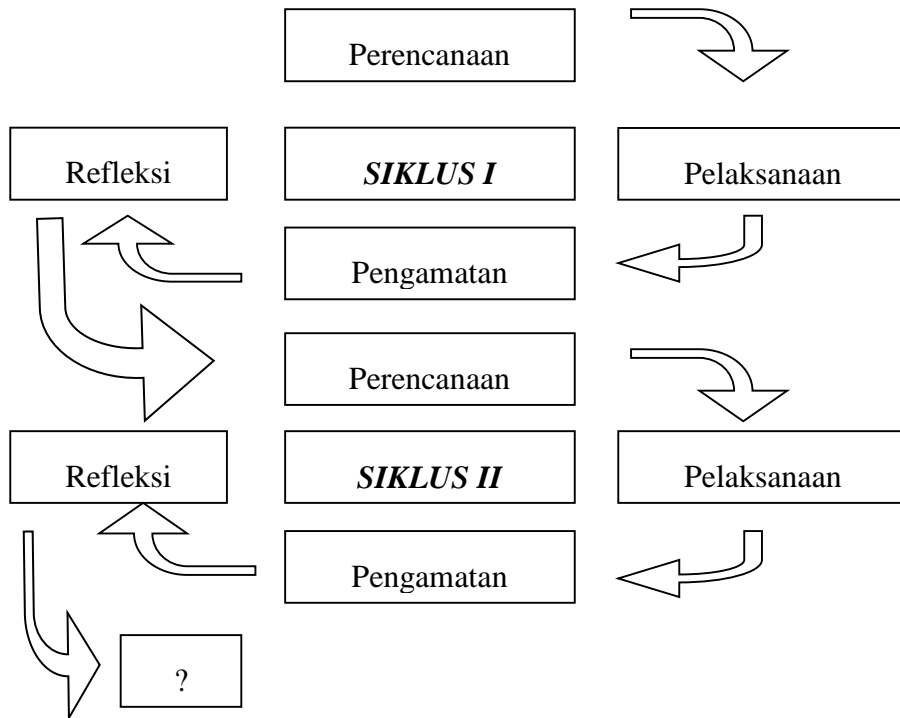 Perencanaan
Refleksi
SIKLUS I
Pelaksanaan
Pengamatan
Perencanaan
Refleksi
SIKLUS II
Pelaksanaan
Pengamatan
?